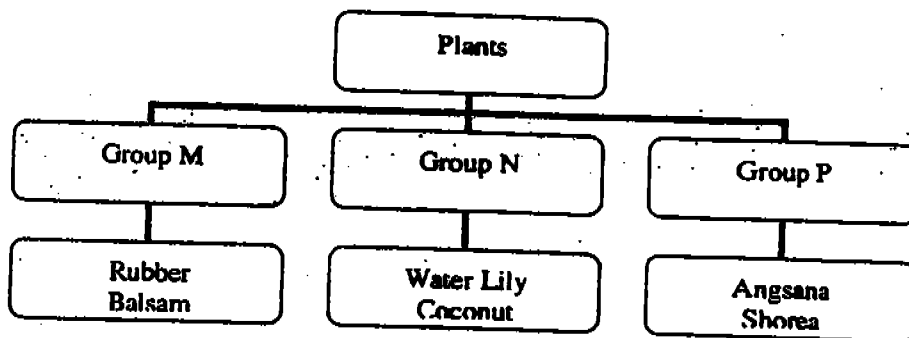 Plants
Group M
Group N
Group P
Rubber
Balsam
Water Lily
Coconut
Angsana
Shorea